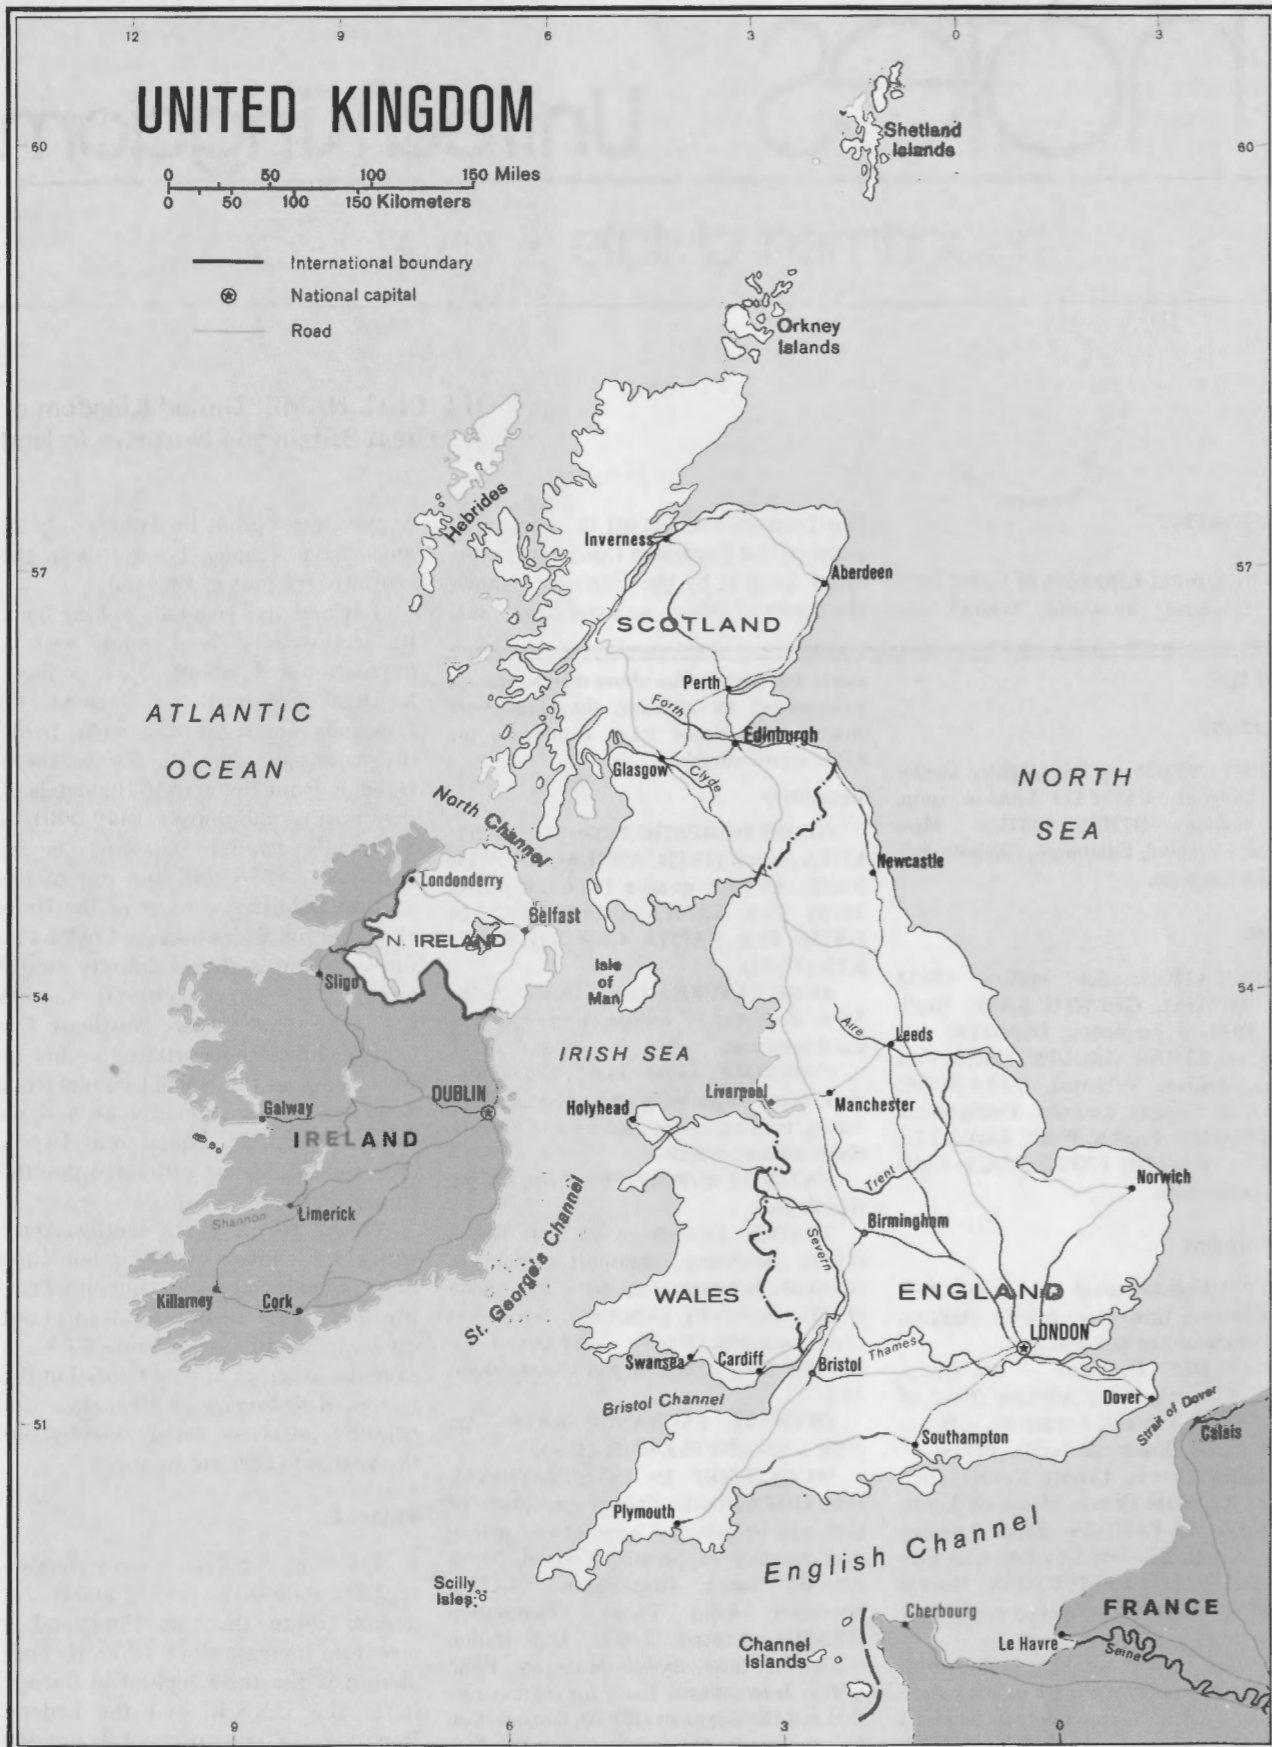 12 9 6 3 0 3
UNITED KINGDOM
60
60
0 50 100 150 Miles
0 50 100 150 Kilometers
International boundary
National capital
Road
Shetland
Islands
Orkney
Islands
Hebrides
Inverness
57
57
Aberdeen
SCOTLAND
Perth
ATLANTIC
OCEAN
Forth
Edinburgh
Glasgow
Clyde
NORTH
SEA
North Channel
Newcastle
Londonderry
Belfast
N. IRELAND
Sligo
Isle
of
Man
54
54
Aire
Leeds
IRISH SEA
DUBLIN
Liverpool
Manchester
Holyhead
Galway
IRELAND
Trent
Norwich
Shannon
Limerick
St. George's Channel
Severn
Birmingham
Killarney
Cork
WALES
ENGLAND
LONDON
Swansea
Cardiff
Bristol
Thames
Dover
Strait of Dover
Bristol Channel
51
Calais
Southampton
Plymouth
English Channel
Scilly
Isles
Channel
Islands
Cherbourg
Le Havre
FRANCE
Seine
9 6 3 0